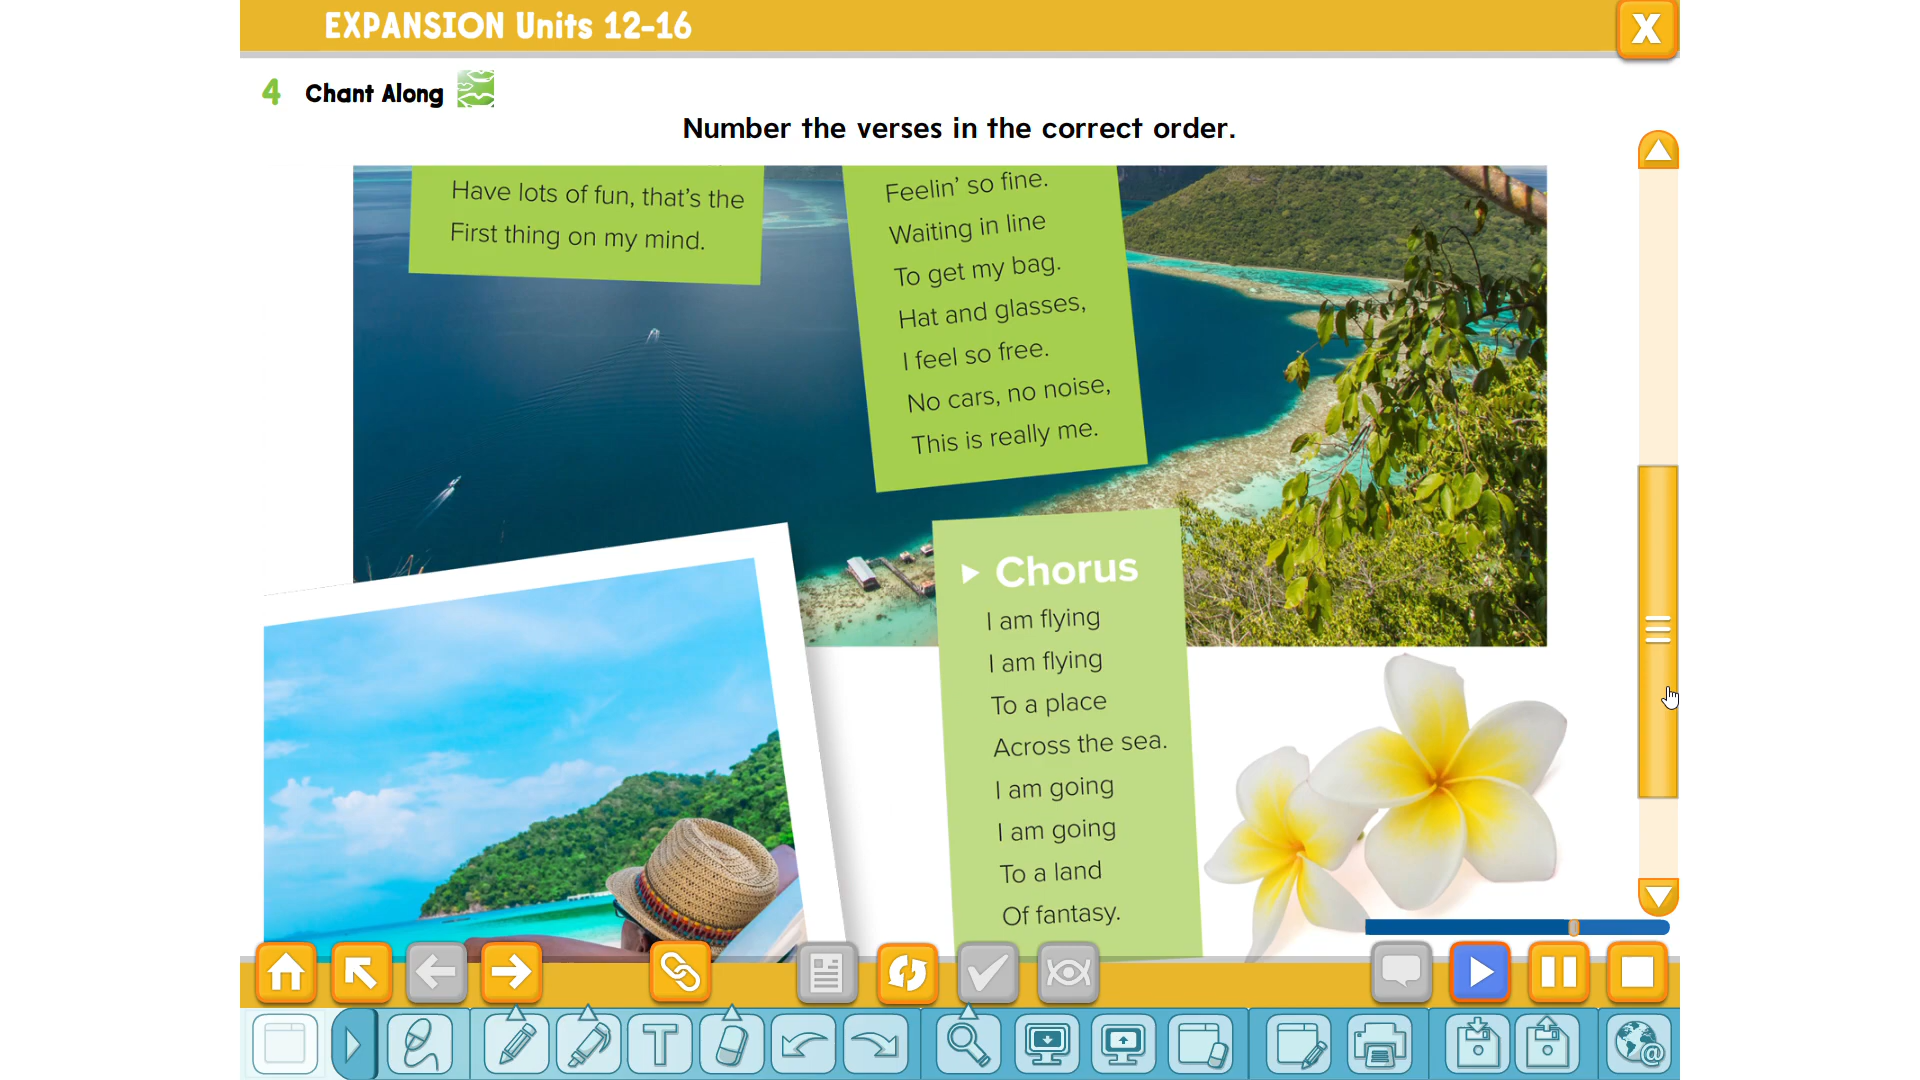 EXPANSION Units 12-16
X
4 Chant Along
Number the verses in the correct order.
Have lots of fun, that's the
First thing on my mind.
Feelin' so fine.
Waiting in line
To get my bag.
Hat and glasses,
I feel so free.
No cars, no noise,
This is really me.
Chorus
I am flying
I am flying
To a place
Across the sea.
I am going
I am going
To a land
Of fantasy.
T
@